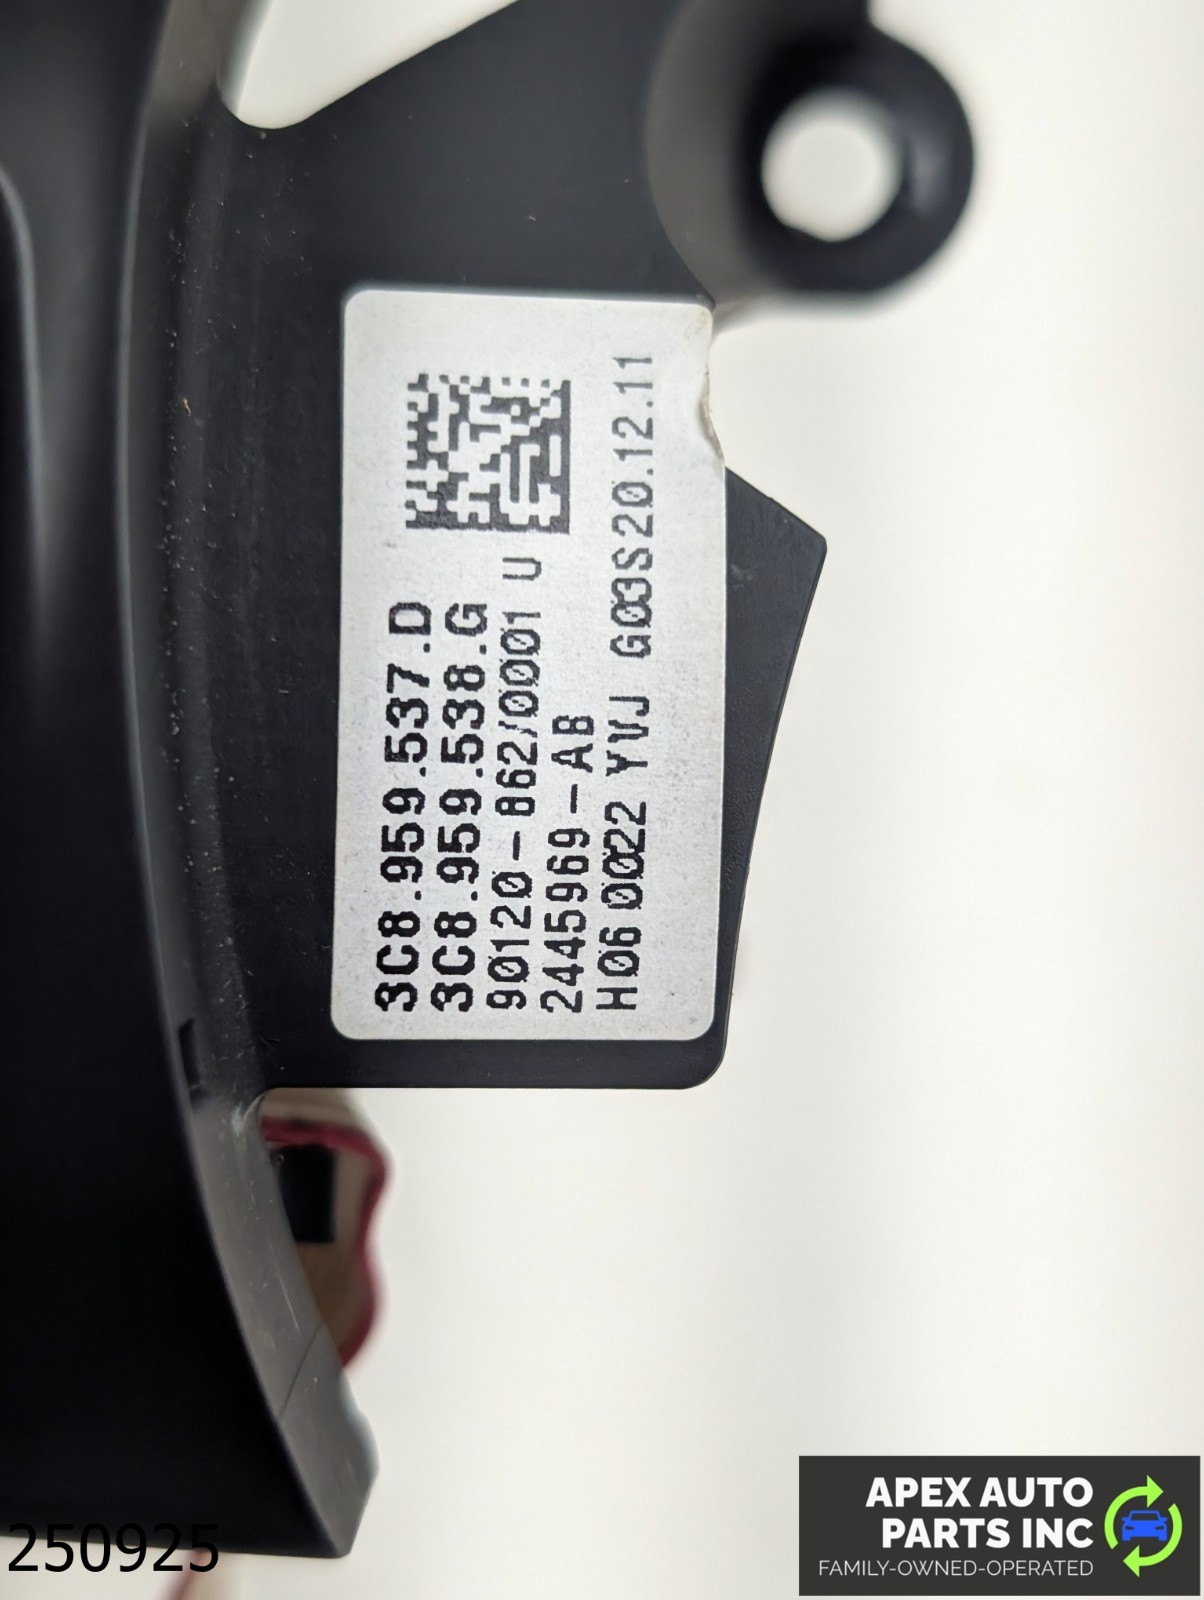 3C8.959.537.D
3C8.959.538.G
90120-862/0001 U
2445969-AB
H06 0022 YVJ G03S20.12.11
250925
APEX AUTO
PARTS INC
FAMILY-OWNED-OPERATED